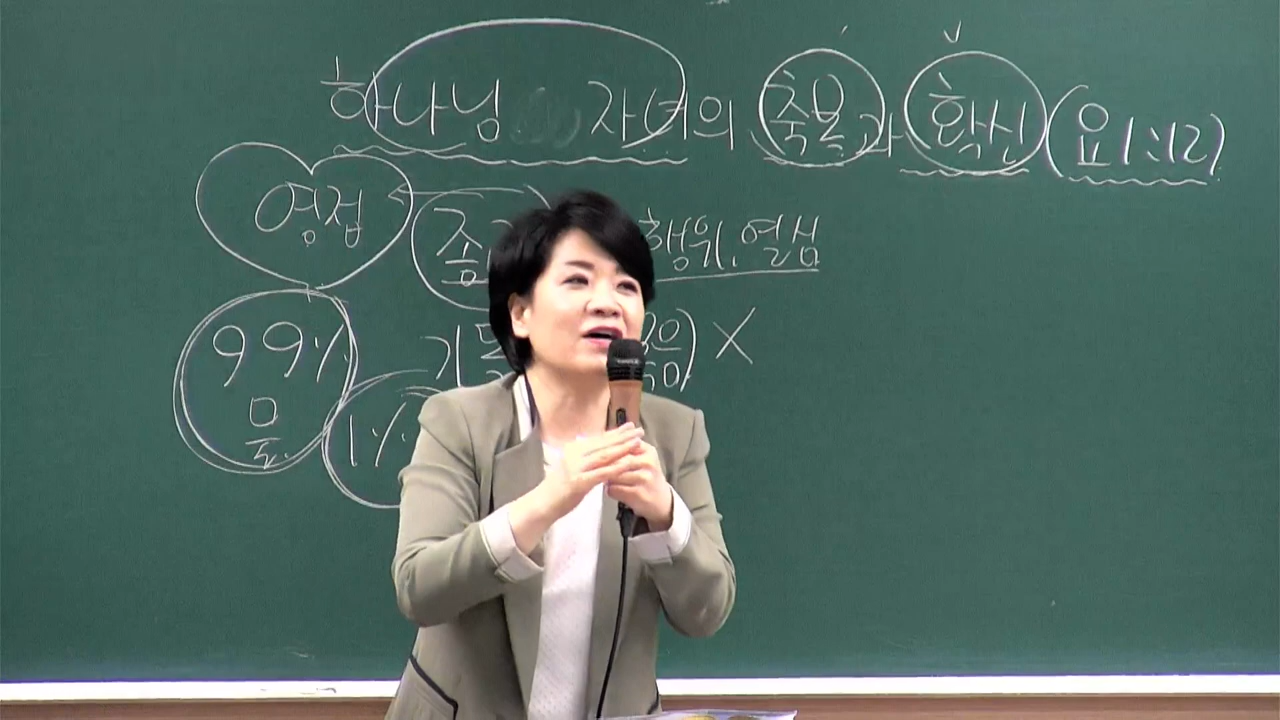 하나님 자녀의 축복과 확신 (요1:12)
영접 행위, 열심
99% X
물
1%